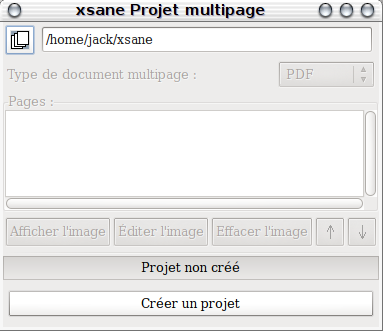 xsane Projet multipage
/home/jack/xsane
Type de document multipage :
PDF
Pages :
Afficher l'image
Éditer l'image
Effacer l'image
Projet non créé
Créer un projet